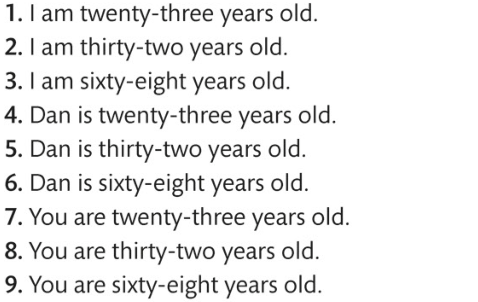 1. I am twenty-three years old.
2. I am thirty-two years old.
3. I am sixty-eight years old.
4. Dan is twenty-three years old.
5. Dan is thirty-two years old.
6. Dan is sixty-eight years old.
7. You are twenty-three years old.
8. You are thirty-two years old.
9. You are sixty-eight years old.